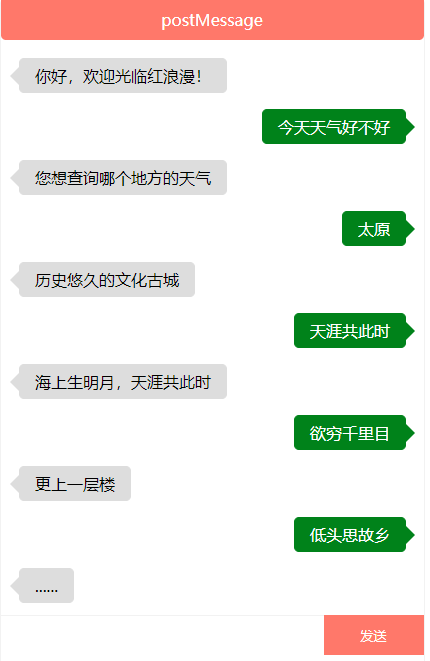 postMessage
你好，欢迎光临红浪漫！
今天天气好不好
您想查询哪个地方的天气
太原
历史悠久的文化古城
天涯共此时
海上生明月，天涯共此时
欲穷千里目
更上一层楼
低头思故乡
......
发送